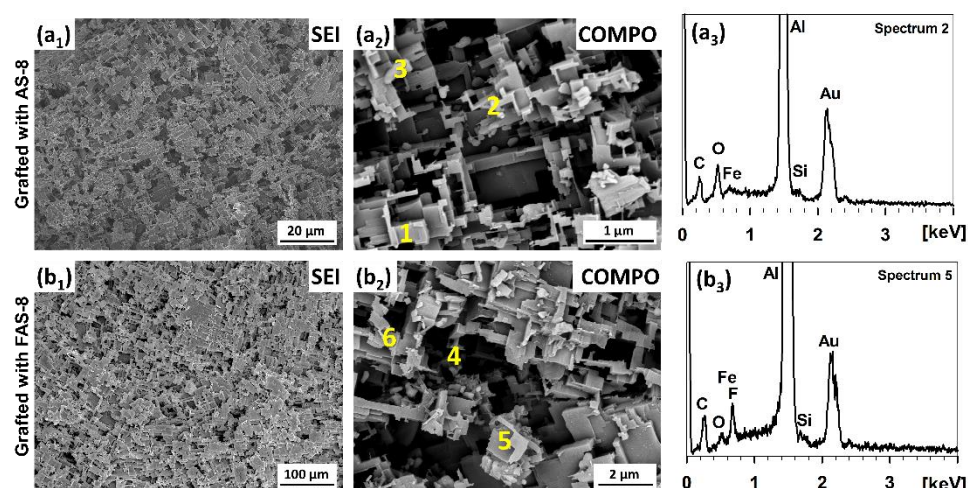 Grafted with AS-8
(a₁)
SEI
20 µm
(a₂)
COMPO
3
2
1
1 µm
(a₃)
Spectrum 2
Al
Au
C
O
Fe
Si
0 1 2 3 [keV]
Grafted with FAS-8
(b₁)
SEI
100 µm
(b₂)
COMPO
6
4
5
2 µm
(b₃)
Spectrum 5
Al
Au
Fe
F
C
O
Si
0 1 2 3 [keV]